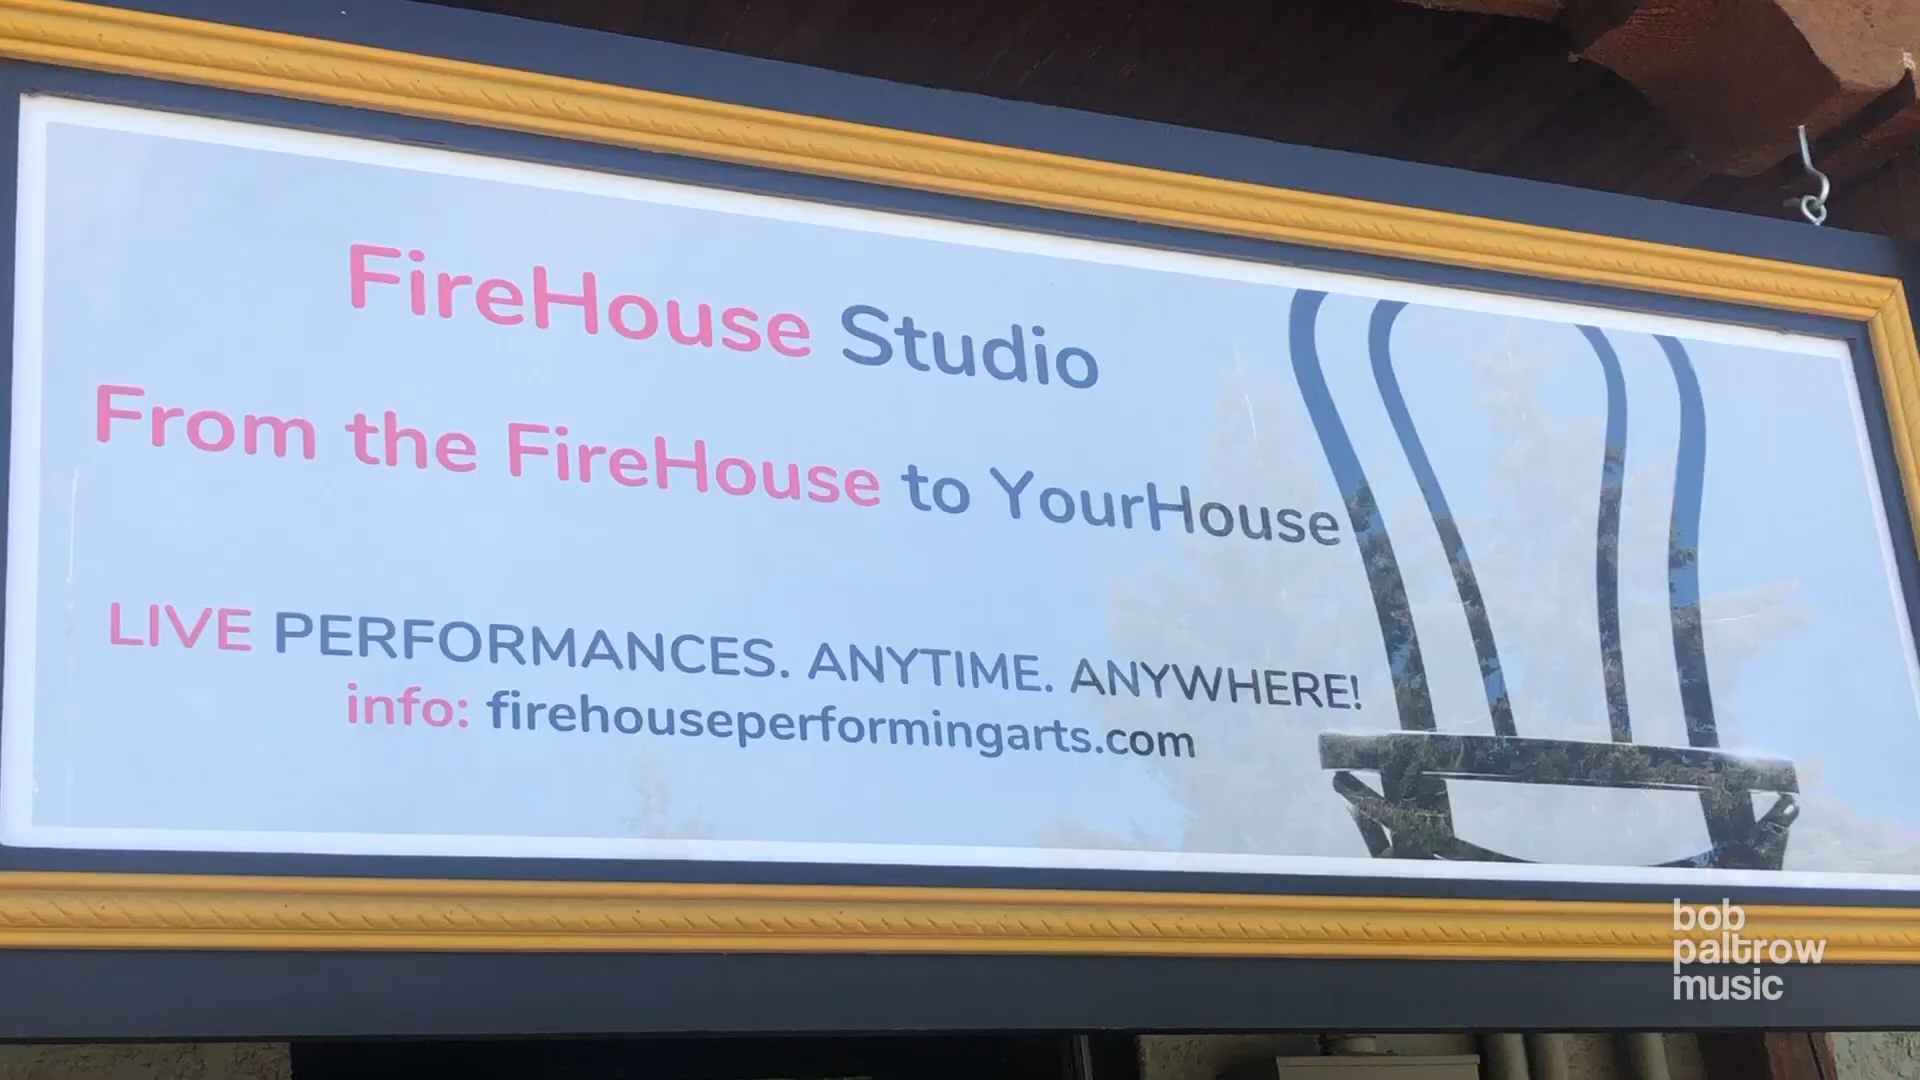 FireHouse Studio
From the FireHouse to YourHouse
LIVE PERFORMANCES. ANYTIME. ANYWHERE!
info: firehouseperformingarts.com
bob
paltrow
music